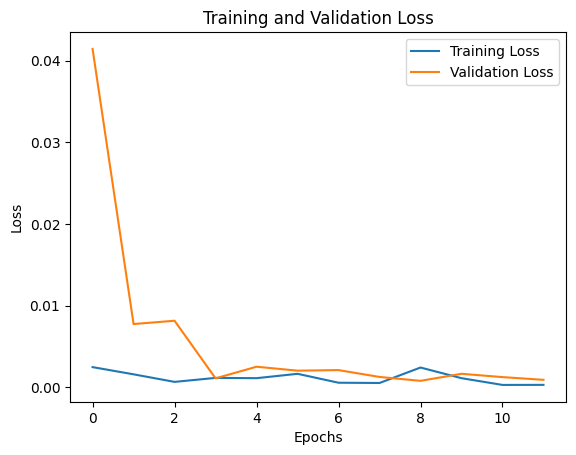 Training and Validation Loss
Training Loss
Validation Loss
0.04
0.03
0.02
0.01
0.00
Loss
0 2 4 6 8 10
Epochs